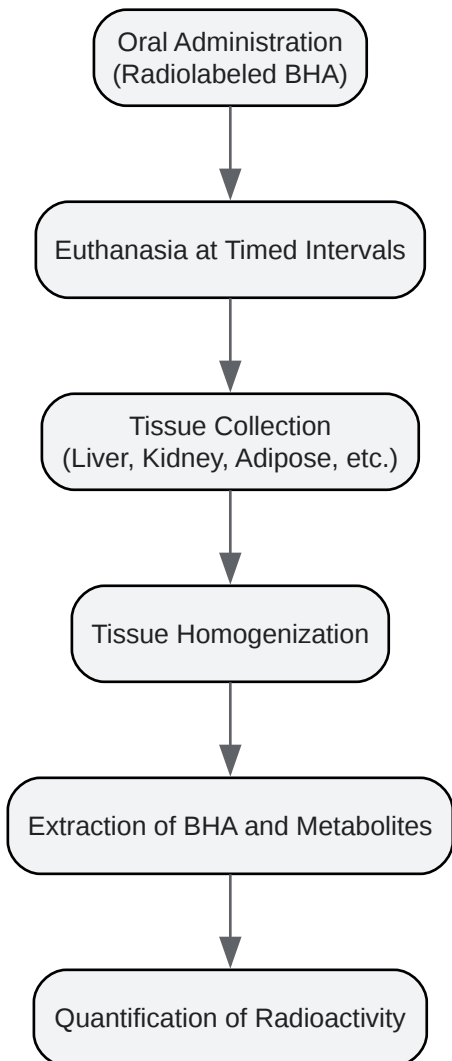 Oral Administration
(Radiolabeled BHA)
Euthanasia at Timed Intervals
Tissue Collection
(Liver, Kidney, Adipose, etc.)
Tissue Homogenization
Extraction of BHA and Metabolites
Quantification of Radioactivity